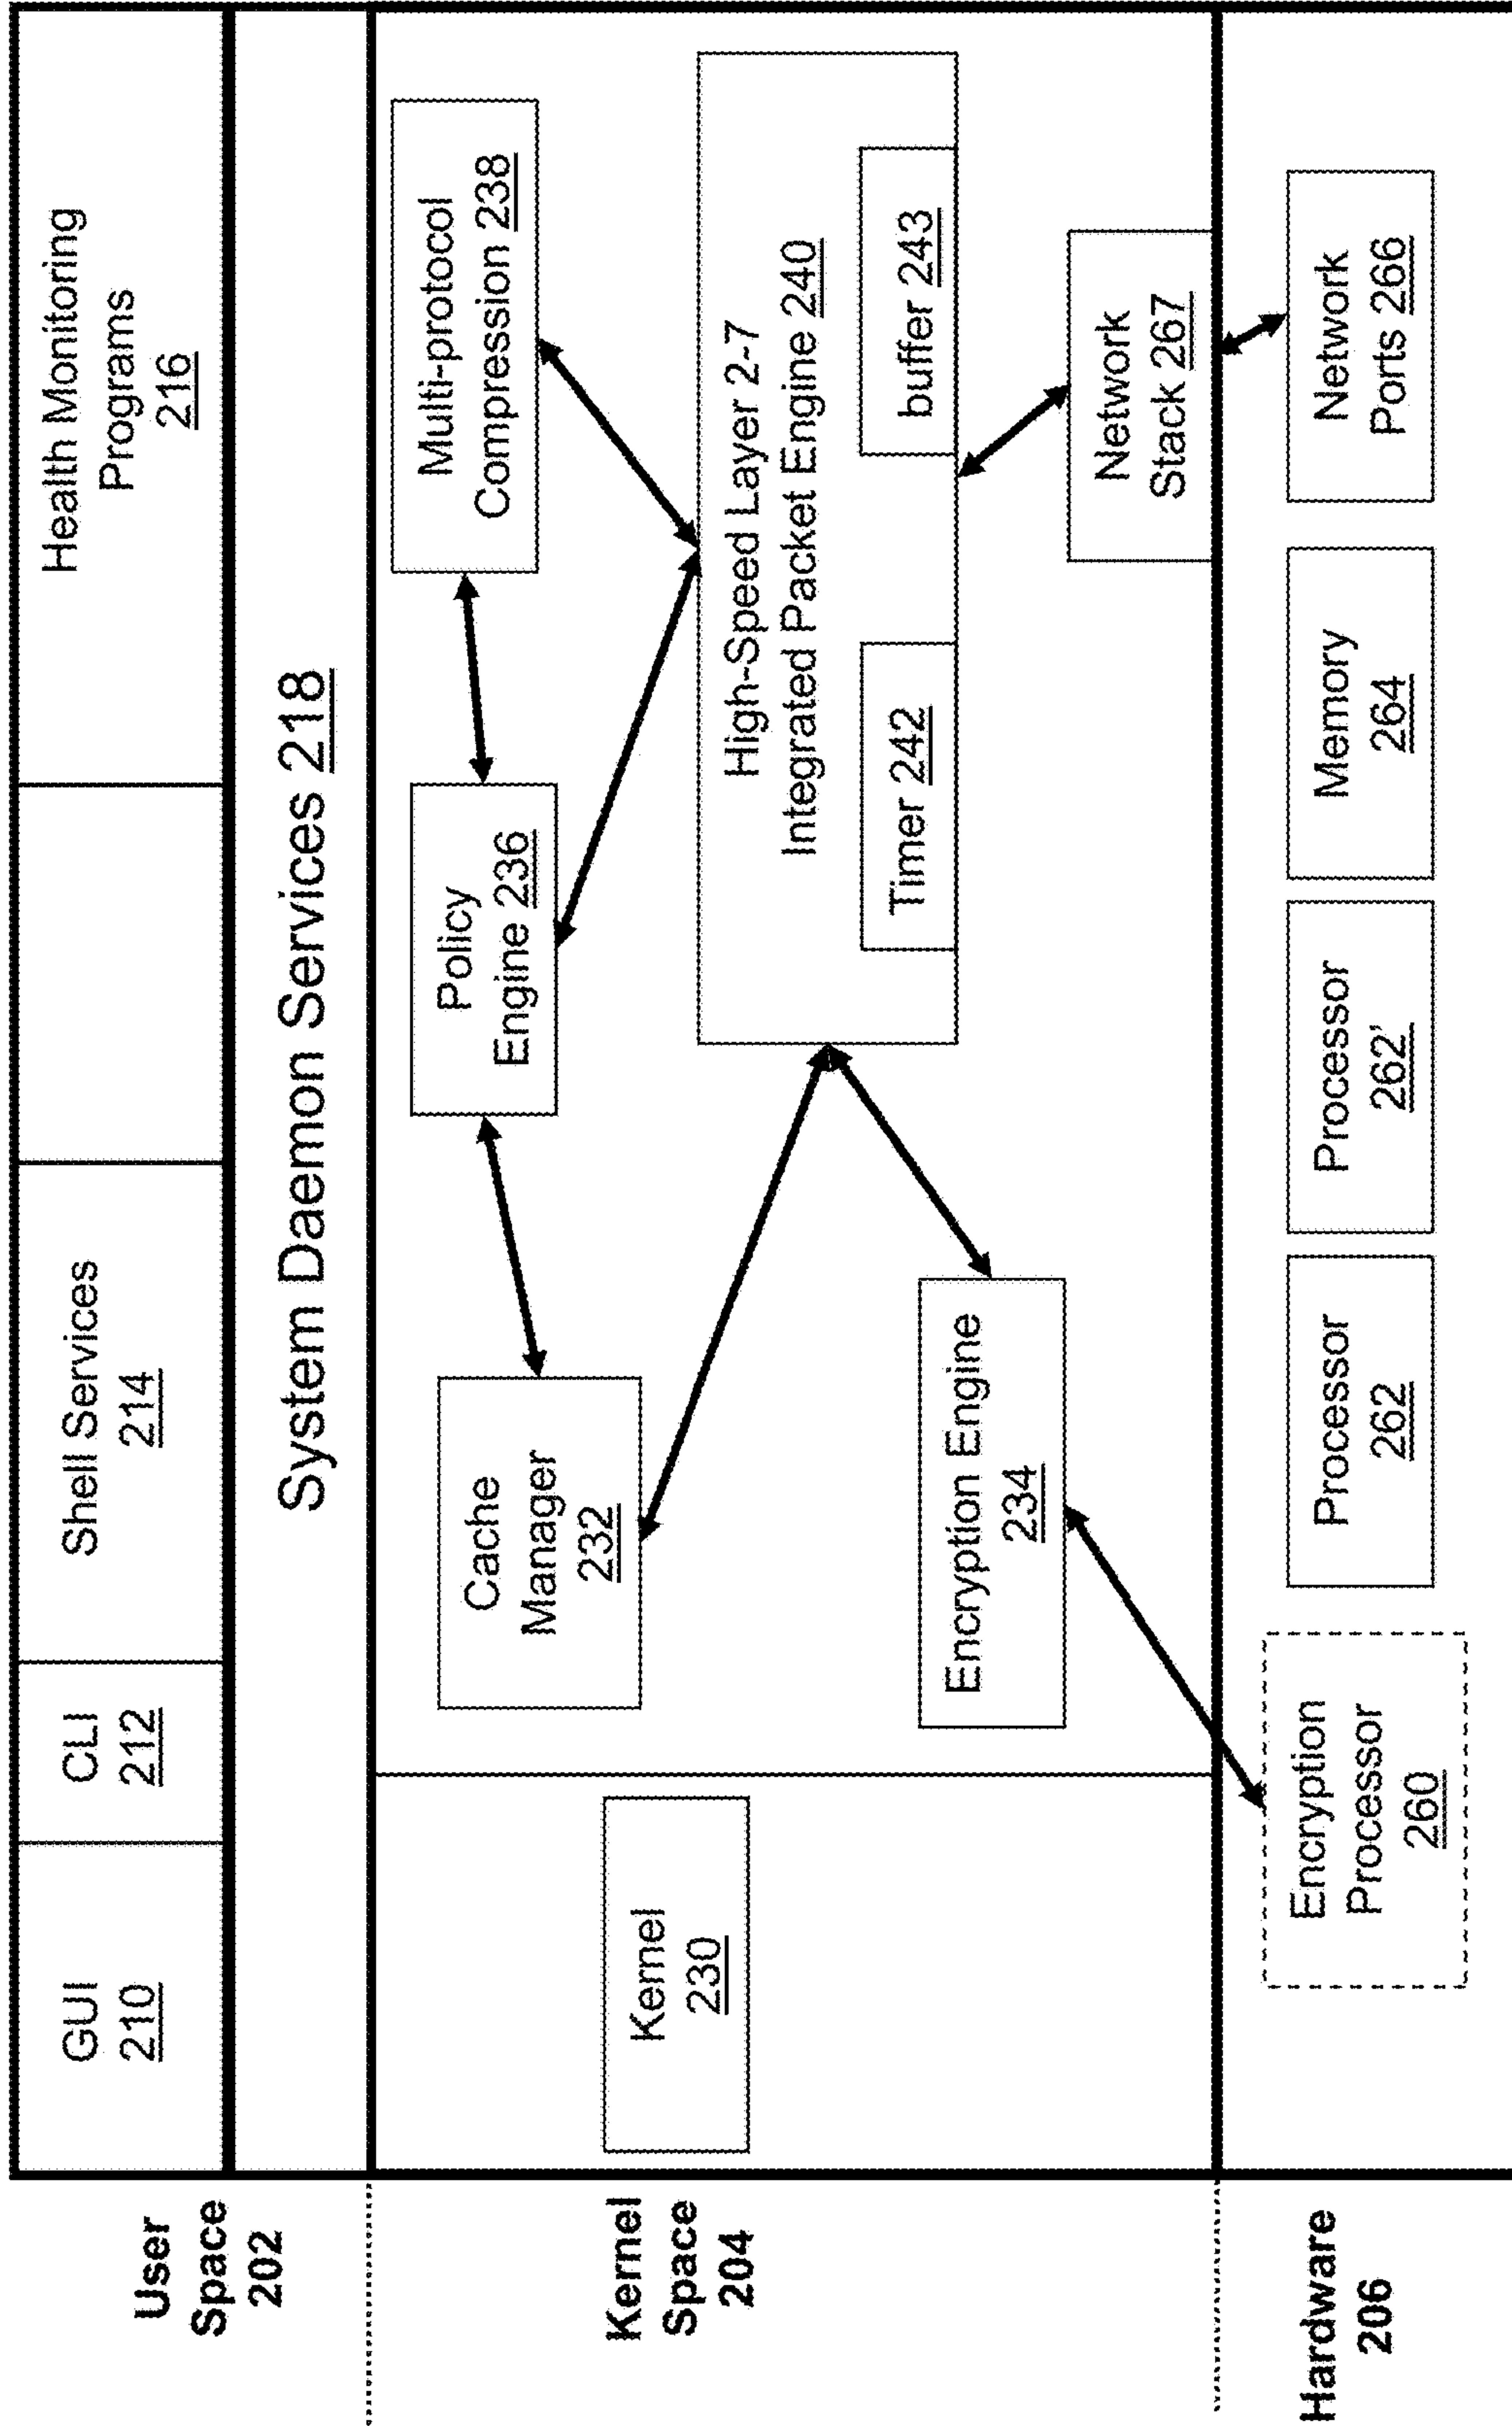 User
Space
202
GUI
210
CLI
212
Shell Services
214
Health Monitoring
Programs
216
System Daemon Services 218
Kernel
Space
204
Kernel
230
Cache
Manager
232
Policy
Engine 236
Multi-protocol
Compression 238
High-Speed Layer 2-7
Integrated Packet Engine 240
Timer 242
buffer 243
Encryption Engine
234
Network
Stack 267
Hardware
206
Encryption
Processor
260
Processor
262
Processor
262'
Memory
264
Network
Ports 266